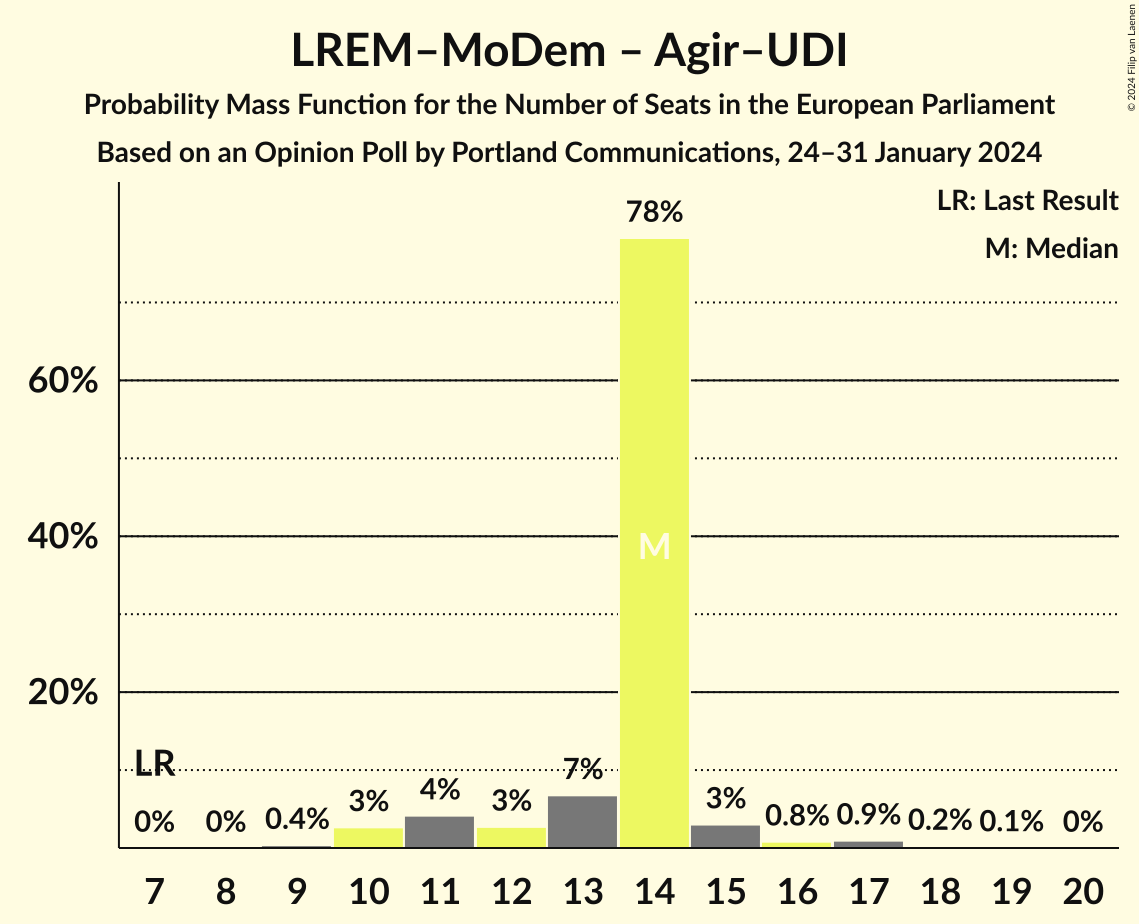 LREM–MoDem – Agir–UDI
Probability Mass Function for the Number of Seats in the European Parliament
Based on an Opinion Poll by Portland Communications, 24–31 January 2024
© 2024 Filip van Laenen
LR: Last Result
M: Median
78%
60%
40%
M
20%
LR
0% 0% 0.4% 3% 4% 3% 7% 3% 0.8% 0.9% 0.2% 0.1% 0%
7 8 9 10 11 12 13 14 15 16 17 18 19 20